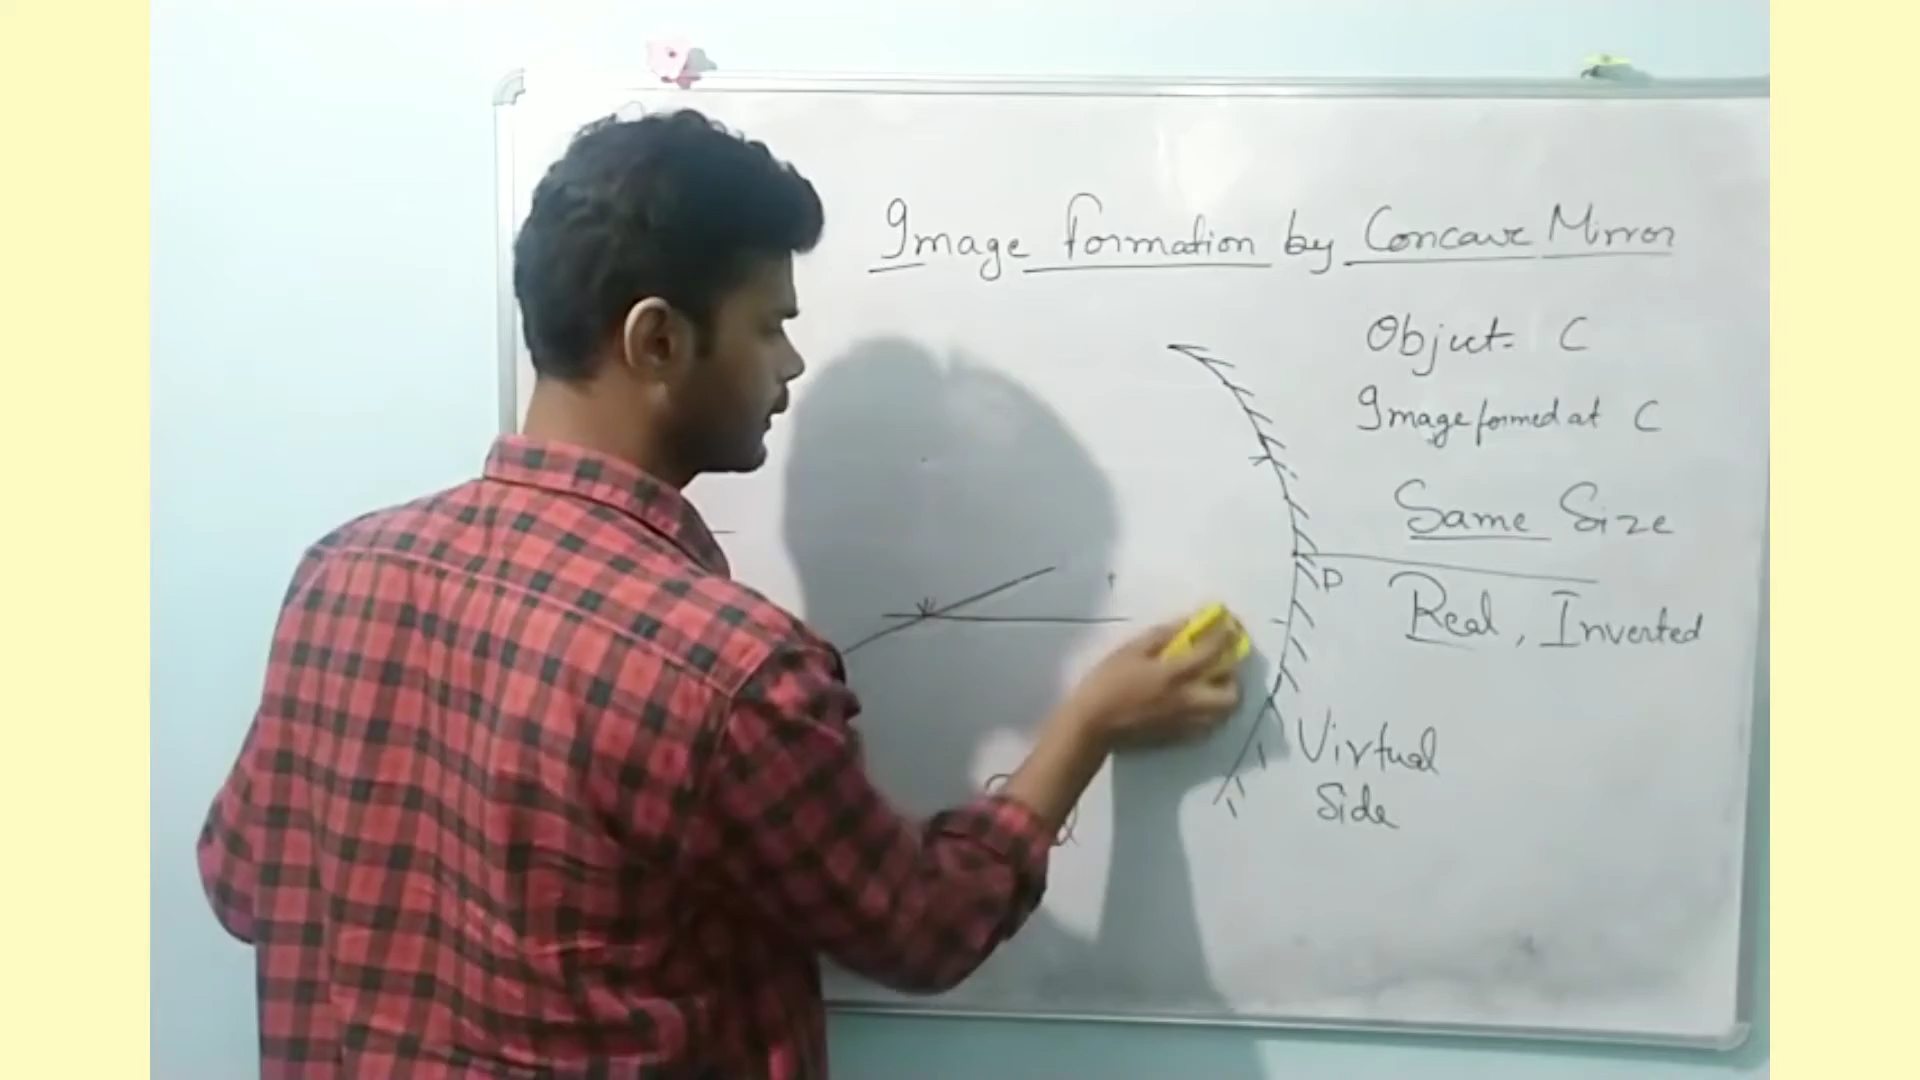 Image formation by Concave Mirror
Object- C
Image formed at C
Same Size
P
Real, Inverted
Virtual
Side